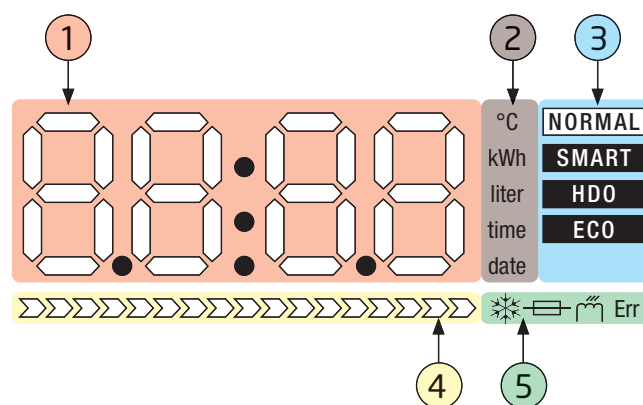 1 2 3
°C NORMAL
kWh SMART
liter HDO
time ECO
date
Err
4 5